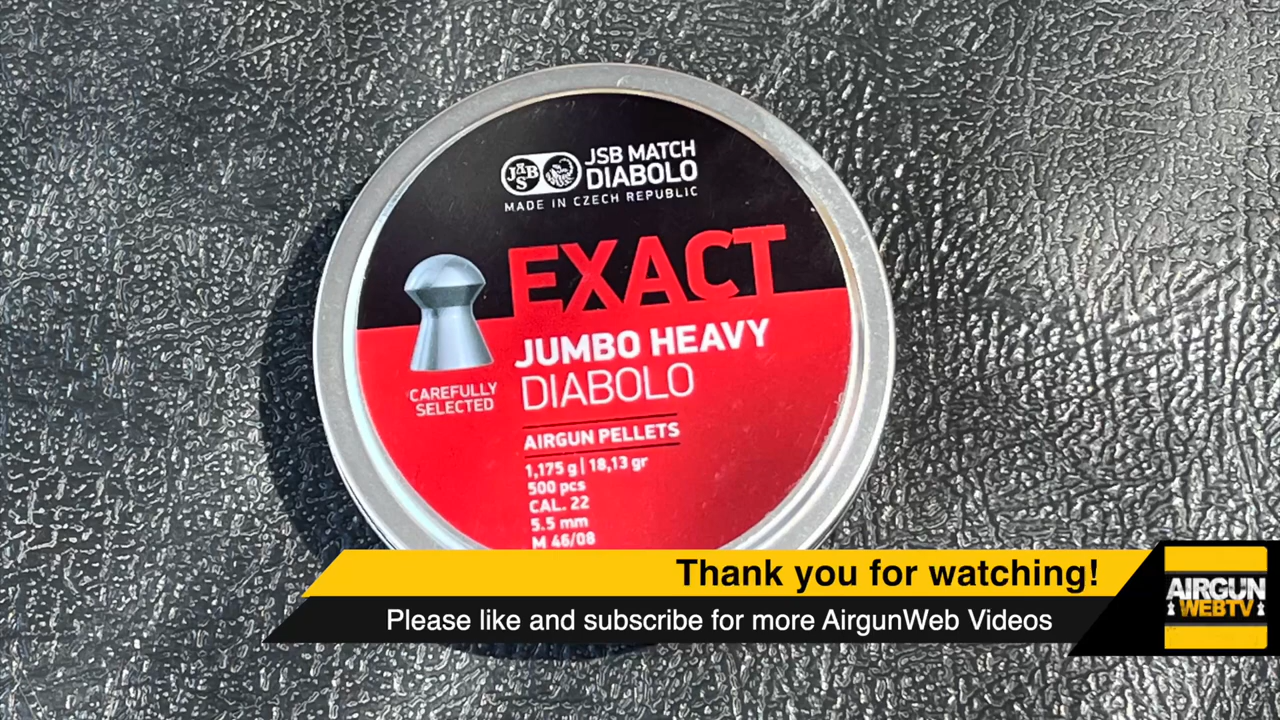 JSB
JSB MATCH
DIABOLO
MADE IN CZECH REPUBLIC
EXACT
JUMBO HEAVY
DIABOLO
CAREFULLY
SELECTED
AIRGUN PELLETS
1,175 g | 18,13 gr
500 pcs
CAL. 22
5.5 mm
M 46/08
Thank you for watching!
Please like and subscribe for more AirgunWeb Videos
AIRGUN
WEBTV